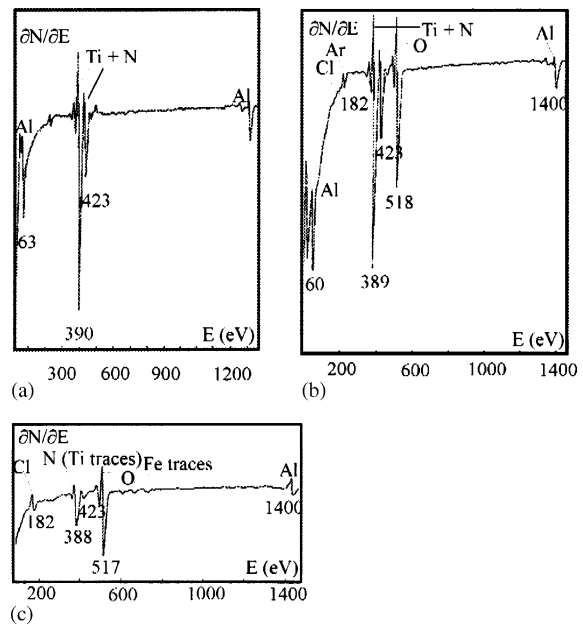 ∂N/∂E
Ti + N
Al
Al
423
63
390
E (eV)
300 600 900 1200
(a)
∂N/∂E
Ti + N
Al
Ar
O
Cl
182
1400
423
Al
518
60
389
E (eV)
200 600 1000 1400
(b)
∂N/∂E
N (Ti traces) Fe traces
Cl
O
Al
182
423
1400
388
517
E (eV)
200 600 1000 1400
(c)